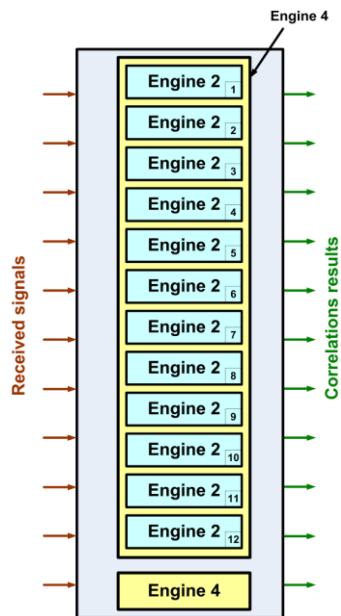 Engine 4
Engine 2 1
Engine 2 2
Engine 2 3
Engine 2 4
Engine 2 5
Engine 2 6
Engine 2 7
Engine 2 8
Engine 2 9
Engine 2 10
Engine 2 11
Engine 2 12
Engine 4
Received signals
Correlations results